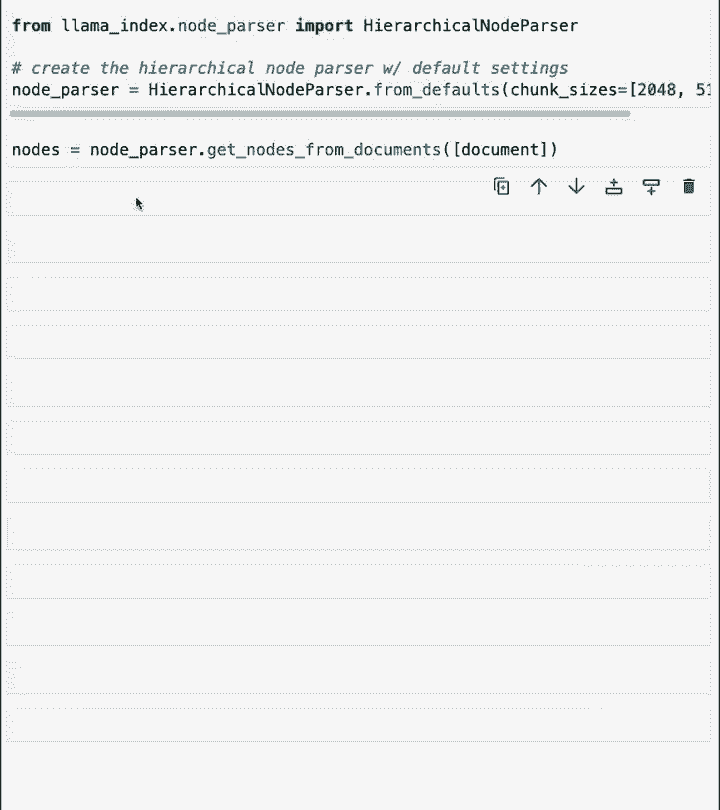 from llama_index.node_parser import HierarchicalNodeParser
# create the hierarchical node parser w/ default settings
node_parser = HierarchicalNodeParser.from_defaults(chunk_sizes=[2048, 51
nodes = node_parser.get_nodes_from_documents([document])